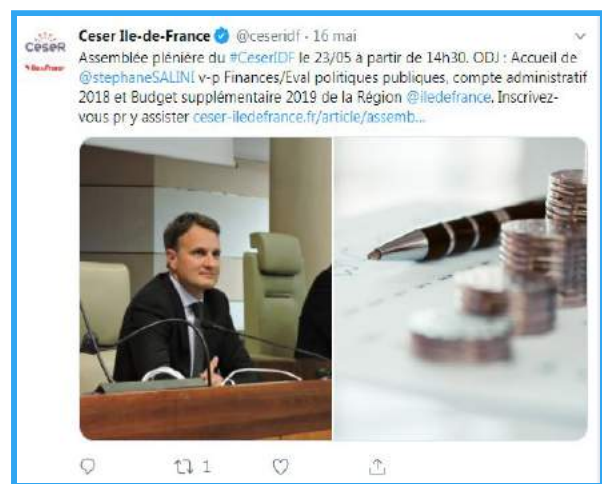 Ceser Ile-de-France @ceseridf · 16 mai
CéseR
îledeFrance
Assemblée plénière du #CeserIDF le 23/05 à partir de 14h30. ODJ : Accueil de
@stephaneSALINI v-p Finances/Eval politiques publiques, compte administratif
2018 et Budget supplémentaire 2019 de la Région @iledefrance. Inscrivez-
vous pr y assister ceser-iledefrance.fr/article/assemb...
1